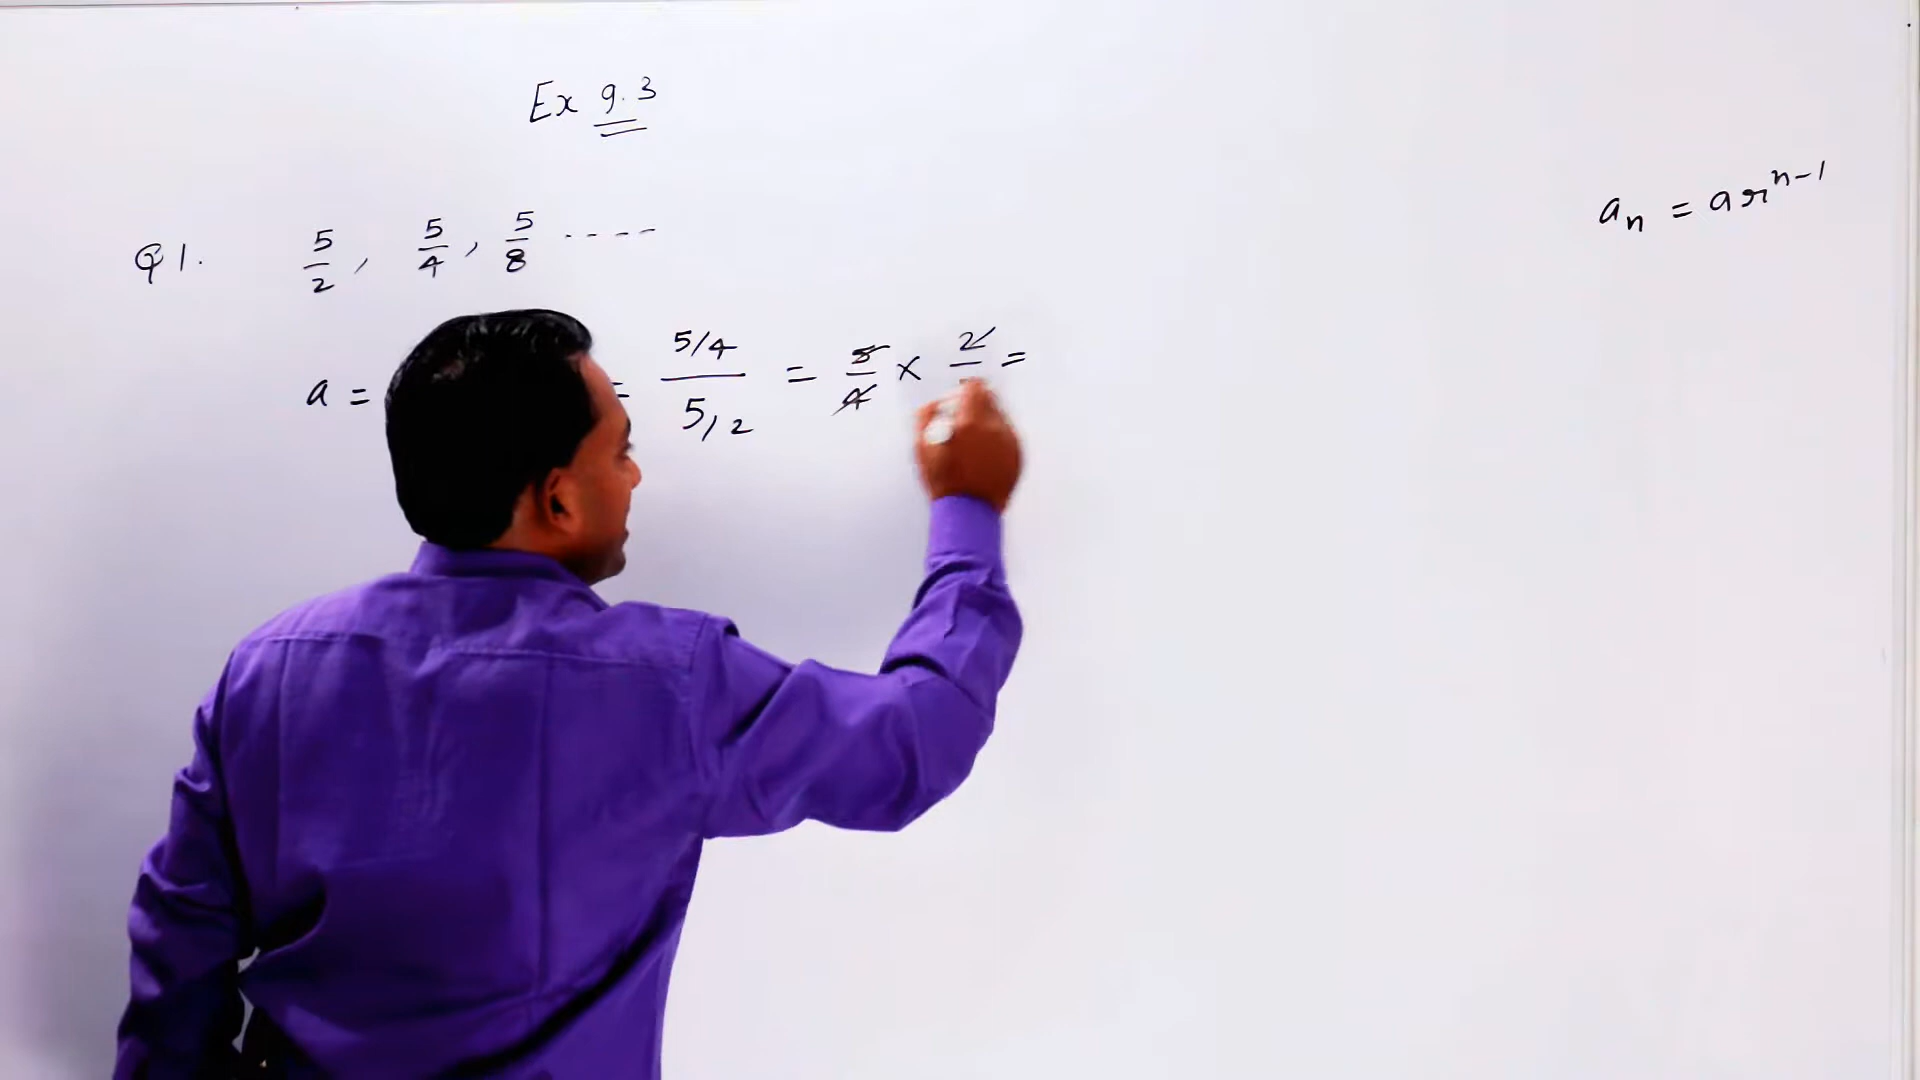 Ex 9.3
aₙ = arⁿ⁻¹
Q1. 5/2, 5/4, 5/8 ----
a = = 5/4 / 5/2 = 5/4 × 2/ =